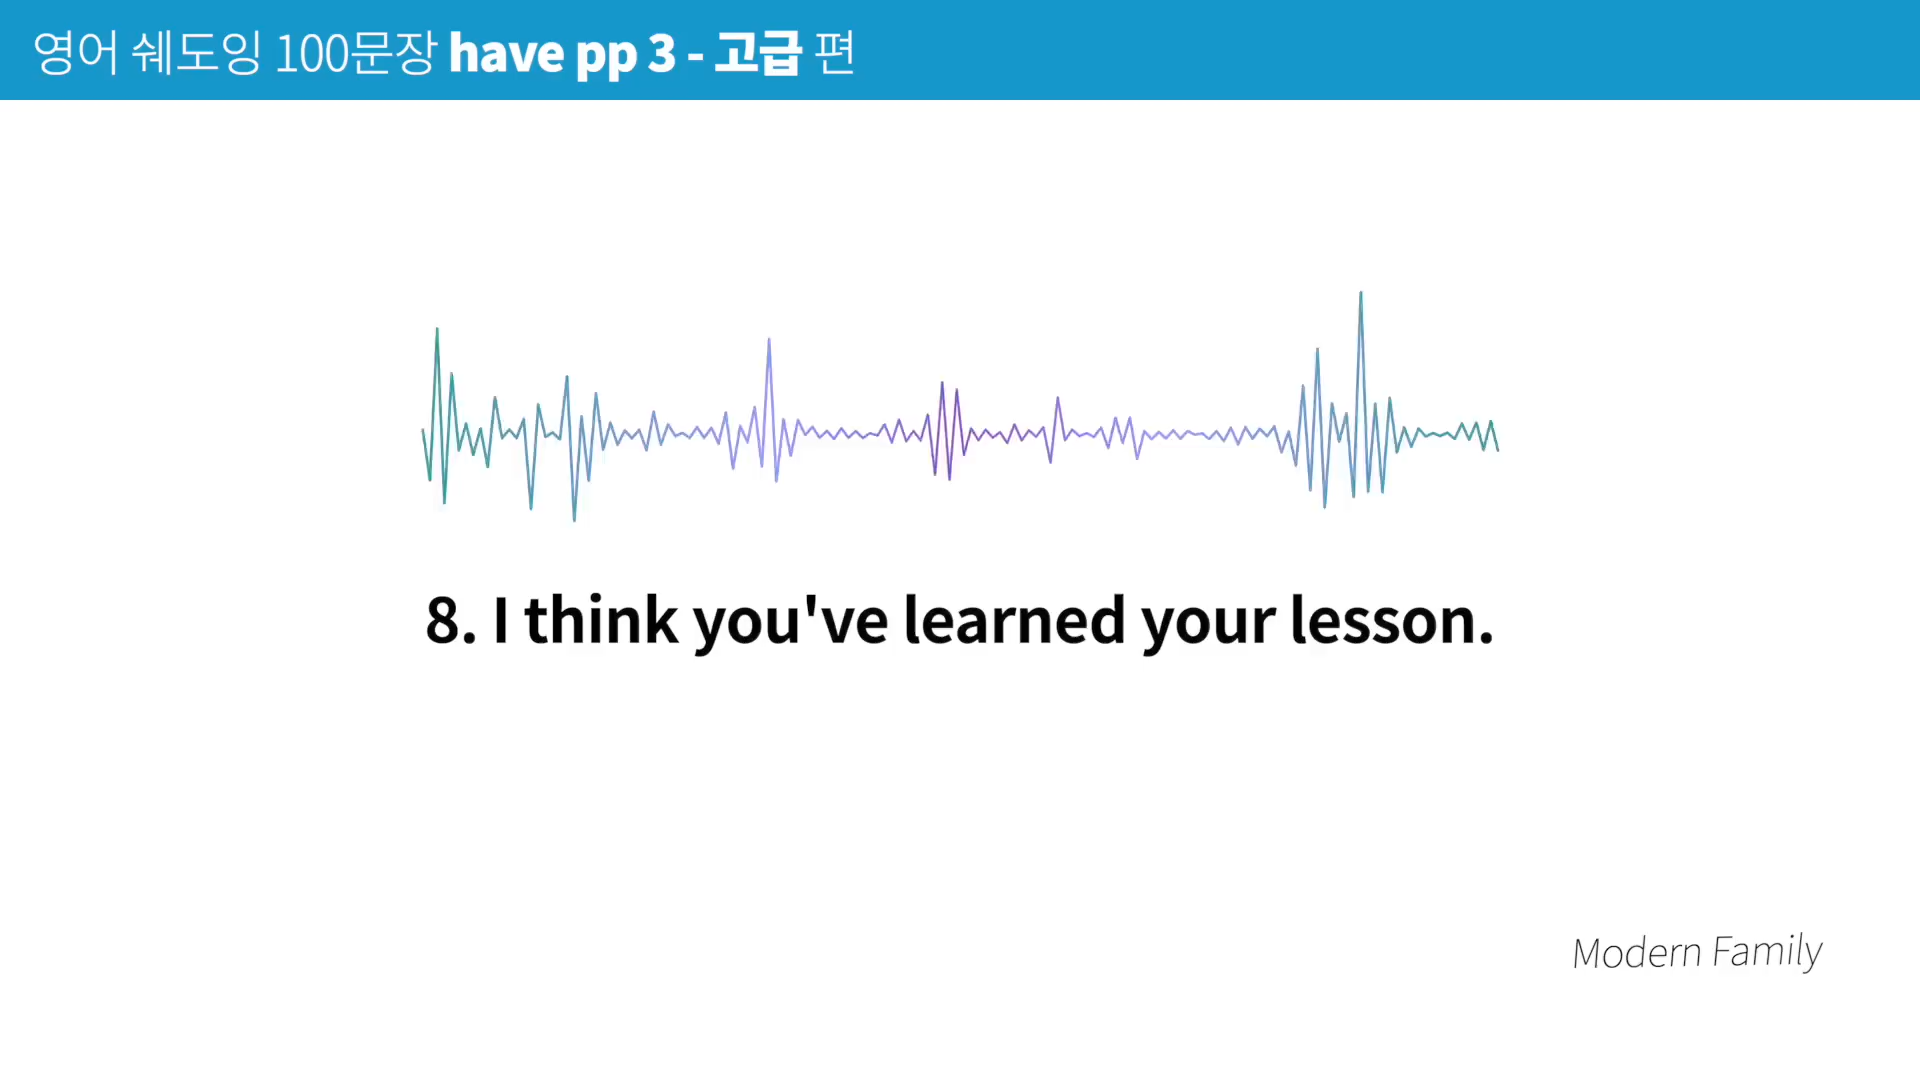 영어 쉐도잉 100문장 have pp 3 - 고급 편
8. I think you've learned your lesson.
Modern Family